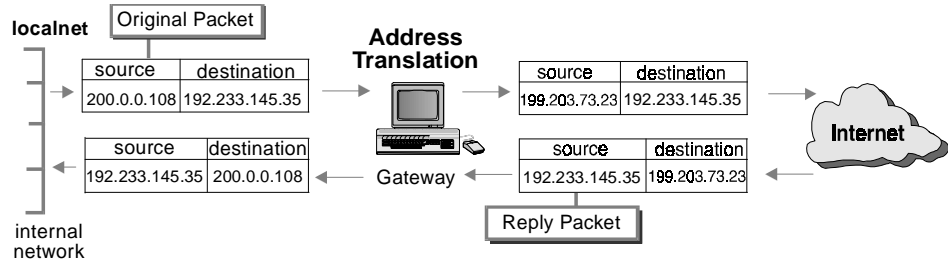 localnet
Original Packet
Address
Translation
source destination
200.0.0.108 192.233.145.35
source destination
199.203.73.23 192.233.145.35
Internet
source destination
192.233.145.35 200.0.0.108
Gateway
source destination
192.233.145.35 199.203.73.23
Reply Packet
internal
network